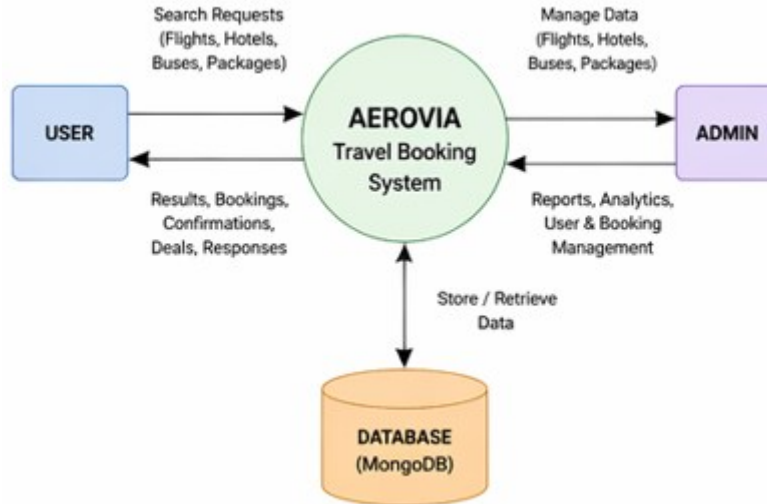 Search Requests
(Flights, Hotels,
Buses, Packages)
Manage Data
(Flights, Hotels,
Buses, Packages)
USER
AEROVIA
Travel Booking
System
ADMIN
Results, Bookings,
Confirmations,
Deals, Responses
Reports, Analytics,
User & Booking
Management
Store / Retrieve
Data
DATABASE
(MongoDB)